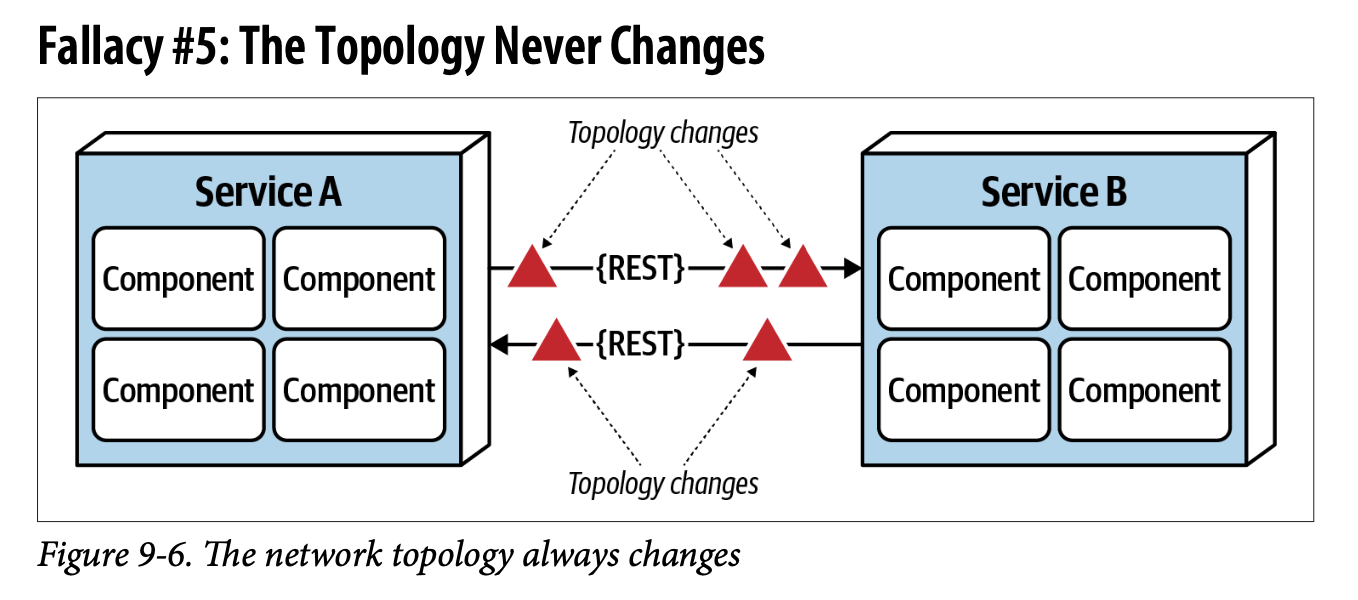 Fallacy #5: The Topology Never Changes
Topology changes
Service A
Component Component
Component Component
{REST}
{REST}
Service B
Component Component
Component Component
Topology changes
Figure 9-6. The network topology always changes